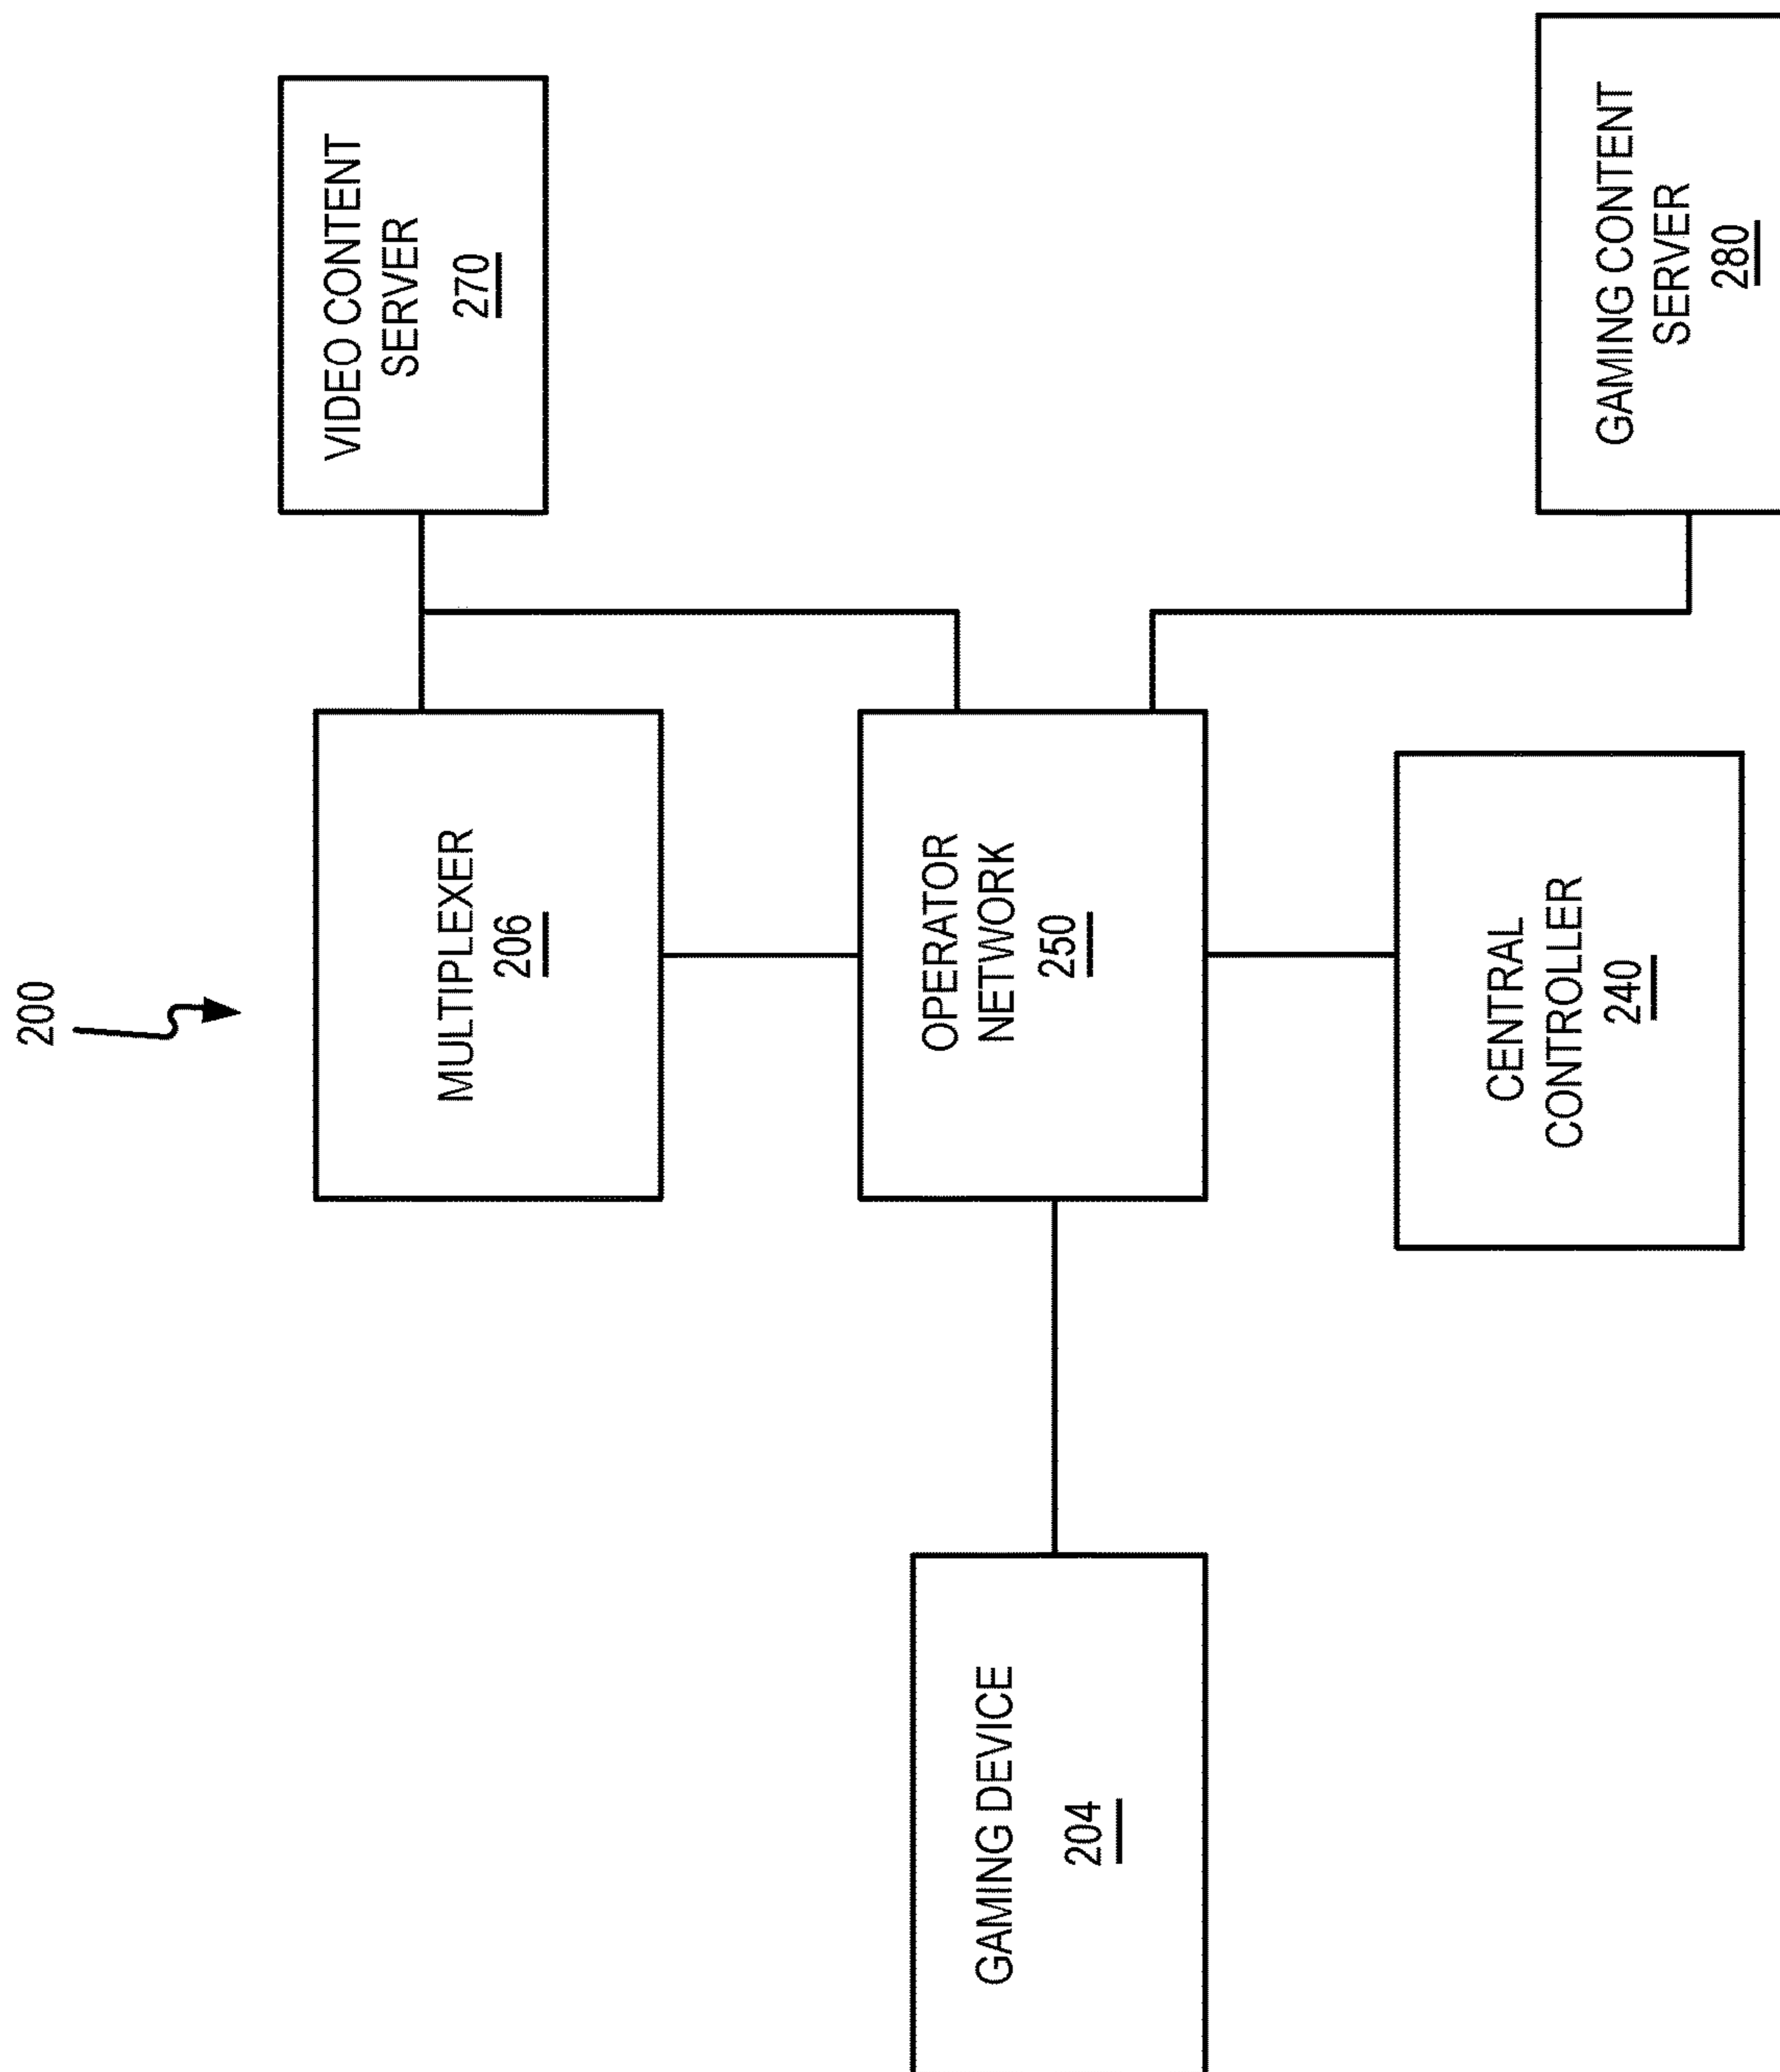 200
VIDEO CONTENT
SERVER
270
MULTIPLEXER
206
OPERATOR
NETWORK
250
CENTRAL
CONTROLLER
240
GAMING CONTENT
SERVER
280
GAMING DEVICE
204